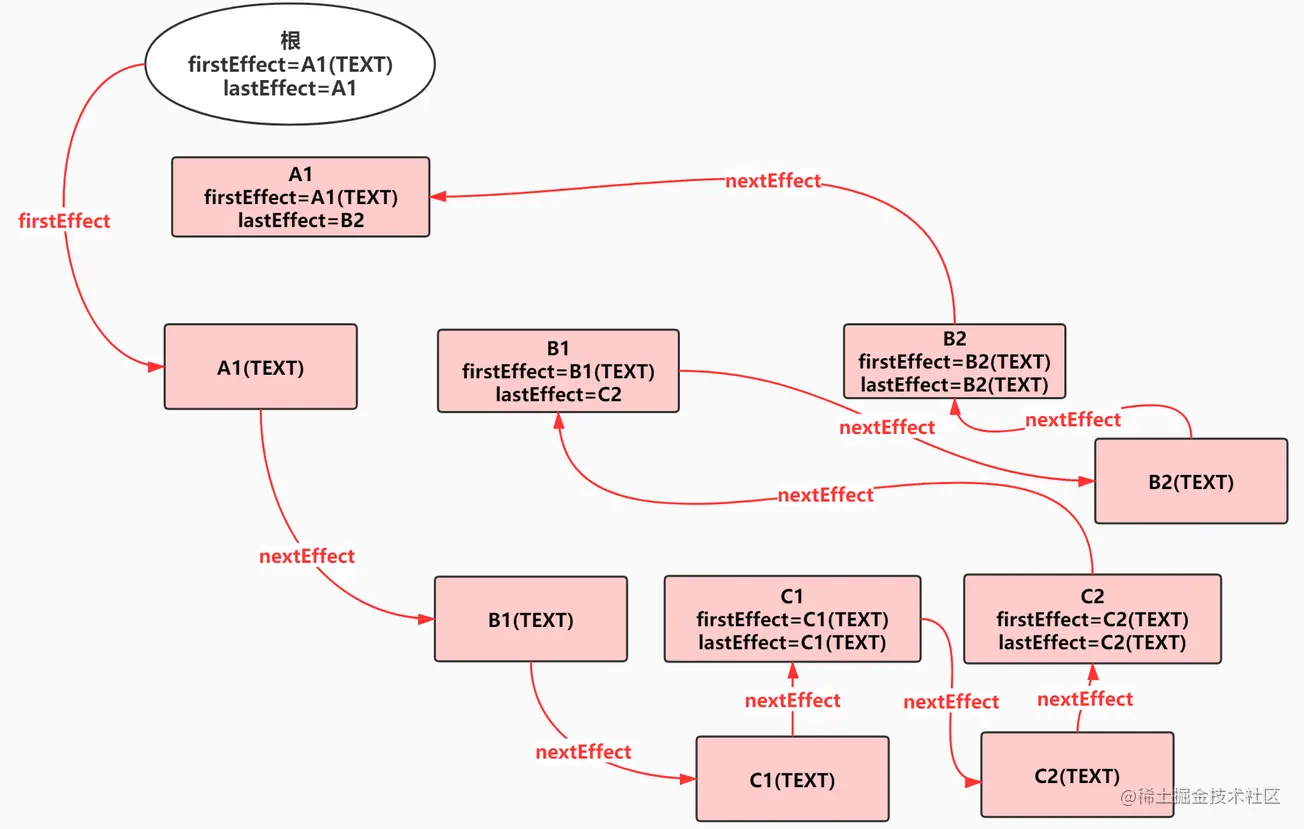 根
firstEffect=A1(TEXT)
lastEffect=A1
A1
firstEffect=A1(TEXT)
lastEffect=B2
nextEffect
firstEffect
A1(TEXT)
B1
firstEffect=B1(TEXT)
lastEffect=C2
B2
firstEffect=B2(TEXT)
lastEffect=B2(TEXT)
nextEffect
nextEffect
B2(TEXT)
nextEffect
nextEffect
B1(TEXT)
C1
firstEffect=C1(TEXT)
lastEffect=C1(TEXT)
C2
firstEffect=C2(TEXT)
lastEffect=C2(TEXT)
nextEffect
nextEffect
nextEffect
nextEffect
C1(TEXT)
C2(TEXT)
@稀土掘金技术社区